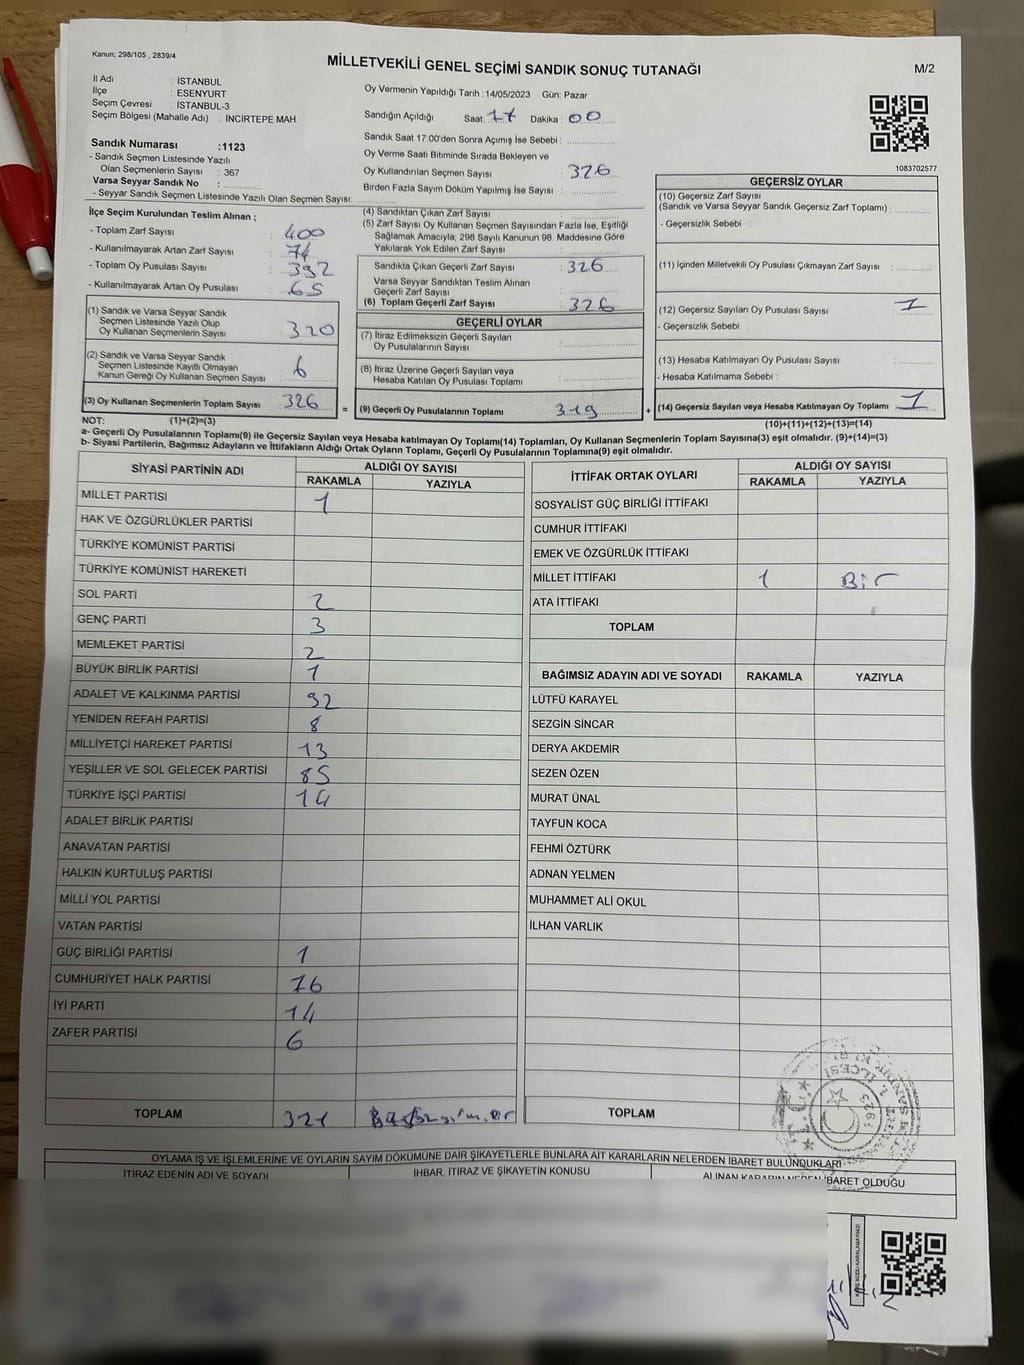 Kanun; 298/105 , 2839/4
MİLLETVEKİLİ GENEL SEÇİMİ SANDIK SONUÇ TUTANAĞI
M/2
İl Adı : İSTANBUL
İlçe : ESENYURT
Seçim Çevresi : İSTANBUL-3
Seçim Bölgesi (Mahalle Adı) : İNCİRTEPE MAH
Sandık Numarası :1123
- Sandık Seçmen Listesinde Yazılı
Olan Seçmenlerin Sayısı : 367
Varsa Seyyar Sandık No :
- Seyyar Sandık Seçmen Listesinde Yazılı Olan Seçmen Sayısı:
Oy Vermenin Yapıldığı Tarih :14/05/2023 Gün: Pazar
Sandığın Açıldığı Saat: 17 Dakika : 00
Sandık Saat 17:00'den Sonra Açılmış İse Sebebi :
Oy Verme Saati Bitiminde Sırada Bekleyen ve
Oy Kullandırılan Seçmen Sayısı : 326
Birden Fazla Sayım Döküm Yapılmış İse Sayısı :
1083702577
İlçe Seçim Kurulundan Teslim Alınan ;
- Toplam Zarf Sayısı : 400
- Kullanılmayarak Artan Zarf Sayısı : 74
- Toplam Oy Pusulası Sayısı : 392
- Kullanılmayarak Artan Oy Pusulası : 65
(1) Sandık ve Varsa Seyyar Sandık
Seçmen Listesinde Yazılı Olup
Oy Kullanan Seçmenlerin Sayısı : 320
(2) Sandık ve Varsa Seyyar Sandık
Seçmen Listesinde Kayıtlı Olmayan
Kanun Gereği Oy Kullanan Seçmen Sayısı : 6
(3) Oy Kullanan Seçmenlerin Toplam Sayısı : 326
(4) Sandıktan Çıkan Zarf Sayısı :
(5) Zarf Sayısı Oy Kullanan Seçmen Sayısından Fazla İse, Eşitliği
Sağlamak Amacıyla; 298 Sayılı Kanunun 98. Maddesine Göre
Yakılarak Yok Edilen Zarf Sayısı :
Sandıkta Çıkan Geçerli Zarf Sayısı : 326
Varsa Seyyar Sandıktan Teslim Alınan
Geçerli Zarf Sayısı :
(6) Toplam Geçerli Zarf Sayısı : 326
GEÇERLİ OYLAR
(7) İtiraz Edilmeksizin Geçerli Sayılan
Oy Pusulalarının Sayısı :
(8) İtiraz Üzerine Geçerli Sayılan veya
Hesaba Katılan Oy Pusulası Toplamı :
= (9) Geçerli Oy Pusulalarının Toplamı : 319
GEÇERSİZ OYLAR
(10) Geçersiz Zarf Sayısı
(Sandık ve Varsa Seyyar Sandık Geçersiz Zarf Toplamı) :
- Geçersizlik Sebebi :
(11) İçinden Milletvekili Oy Pusulası Çıkmayan Zarf Sayısı :
(12) Geçersiz Sayılan Oy Pusulası Sayısı : 7
- Geçersizlik Sebebi :
(13) Hesaba Katılmayan Oy Pusulası Sayısı :
- Hesaba Katılmama Sebebi :
+ (14) Geçersiz Sayılan veya Hesaba Katılmayan Oy Toplamı : 7
NOT: (1)+(2)=(3)
(10)+(11)+(12)+(13)=(14)
a- Geçerli Oy Pusulalarının Toplamı(9) ile Geçersiz Sayılan veya Hesaba katılmayan Oy Toplamı(14) Toplamları, Oy Kullanan Seçmenlerin Toplam Sayısına(3) eşit olmalıdır. (9)+(14)=(3)
b- Siyasi Partilerin, Bağımsız Adayların ve İttifakların Aldığı Ortak Oyların Toplamı, Geçerli Oy Pusulalarının Toplamına(9) eşit olmalıdır.
SİYASİ PARTİNİN ADI
ALDIĞI OY SAYISI
RAKAMLA YAZIYLA
MİLLET PARTİSİ 1
HAK VE ÖZGÜRLÜKLER PARTİSİ
TÜRKİYE KOMÜNİST PARTİSİ
TÜRKİYE KOMÜNİST HAREKETİ
SOL PARTİ 2
GENÇ PARTİ 3
MEMLEKET PARTİSİ 2
BÜYÜK BİRLİK PARTİSİ 1
ADALET VE KALKINMA PARTİSİ 92
YENİDEN REFAH PARTİSİ 8
MİLLİYETÇİ HAREKET PARTİSİ 13
YEŞİLLER VE SOL GELECEK PARTİSİ 85
TÜRKİYE İŞÇİ PARTİSİ 14
ADALET BİRLİK PARTİSİ
ANAVATAN PARTİSİ
HALKIN KURTULUŞ PARTİSİ
MİLLİ YOL PARTİSİ
VATAN PARTİSİ
GÜÇ BİRLİĞİ PARTİSİ 1
CUMHURİYET HALK PARTİSİ 76
İYİ PARTİ 14
ZAFER PARTİSİ 6
TOPLAM 321
İTTİFAK ORTAK OYLARI
ALDIĞI OY SAYISI
RAKAMLA YAZIYLA
SOSYALİST GÜÇ BİRLİĞİ İTTİFAKI
CUMHUR İTTİFAKI
EMEK VE ÖZGÜRLÜK İTTİFAKI
MİLLET İTTİFAKI 1 Bir
ATA İTTİFAKI
TOPLAM
BAĞIMSIZ ADAYIN ADI VE SOYADI RAKAMLA YAZIYLA
LÜTFÜ KARAYEL
SEZGİN SİNCAR
DERYA AKDEMİR
SEZEN ÖZEN
MURAT ÜNAL
TAYFUN KOCA
FEHMİ ÖZTÜRK
ADNAN YELMEN
MUHAMMET ALİ OKUL
İLHAN VARLIK
TOPLAM
OYLAMA İŞ VE İŞLEMLERİNE VE OYLARIN SAYIM DÖKÜMÜNE DAİR ŞİKAYETLERLE BUNLARA AİT KARARLARIN NELERDEN İBARET BULUNDUKLARI
İTİRAZ EDENİN ADI VE SOYADI
İHBAR, İTİRAZ VE ŞİKAYETİN KONUSU
ALINAN KARARIN NEDEN İBARET OLDUĞU